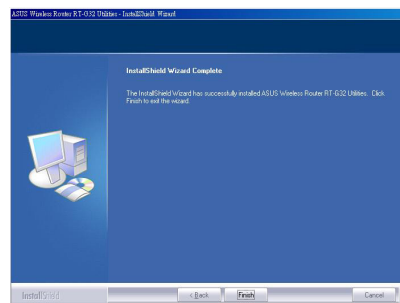 ASUS Wireless Router RT-G32 Utilities - InstallShield Wizard
InstallShield Wizard Complete
The InstallShield Wizard has successfully installed ASUS Wireless Router RT-G32 Utilities. Click
Finish to exit the wizard.
InstallShield
< Back
Finish
Cancel